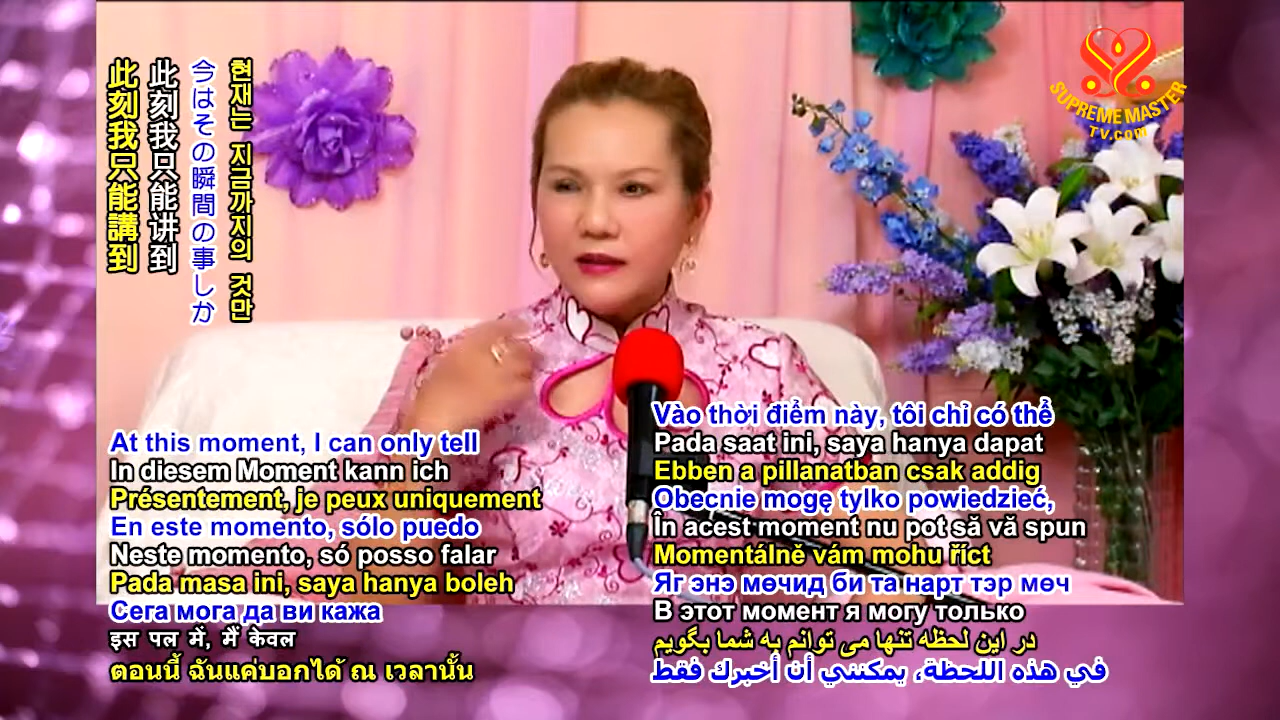 此刻我只能講到
此刻我只能讲到
今はその瞬間の事しか
현재는 지금까지의 것만
SUPREME MASTER
TV.com
At this moment, I can only tell
In diesem Moment kann ich
Présentement, je peux uniquement
En este momento, sólo puedo
Neste momento, só posso falar
Pada masa ini, saya hanya boleh
Сега мога да ви кажа
इस पल में, मैं केवल
ตอนนี้ ฉันแค่บอกได้ ณ เวลานั้น
Vào thời điểm này, tôi chỉ có thể
Pada saat ini, saya hanya dapat
Ebben a pillanatban csak addig
Obecnie mogę tylko powiedzieć,
În acest moment nu pot să vă spun
Momentálně vám mohu říct
Яг энэ мөчид би та нарт тэр мөч
В этот момент я могу только
در این لحظه تنها می توانم به شما بگویم
في هذه اللحظة، يمكنني أن أخبرك فقط